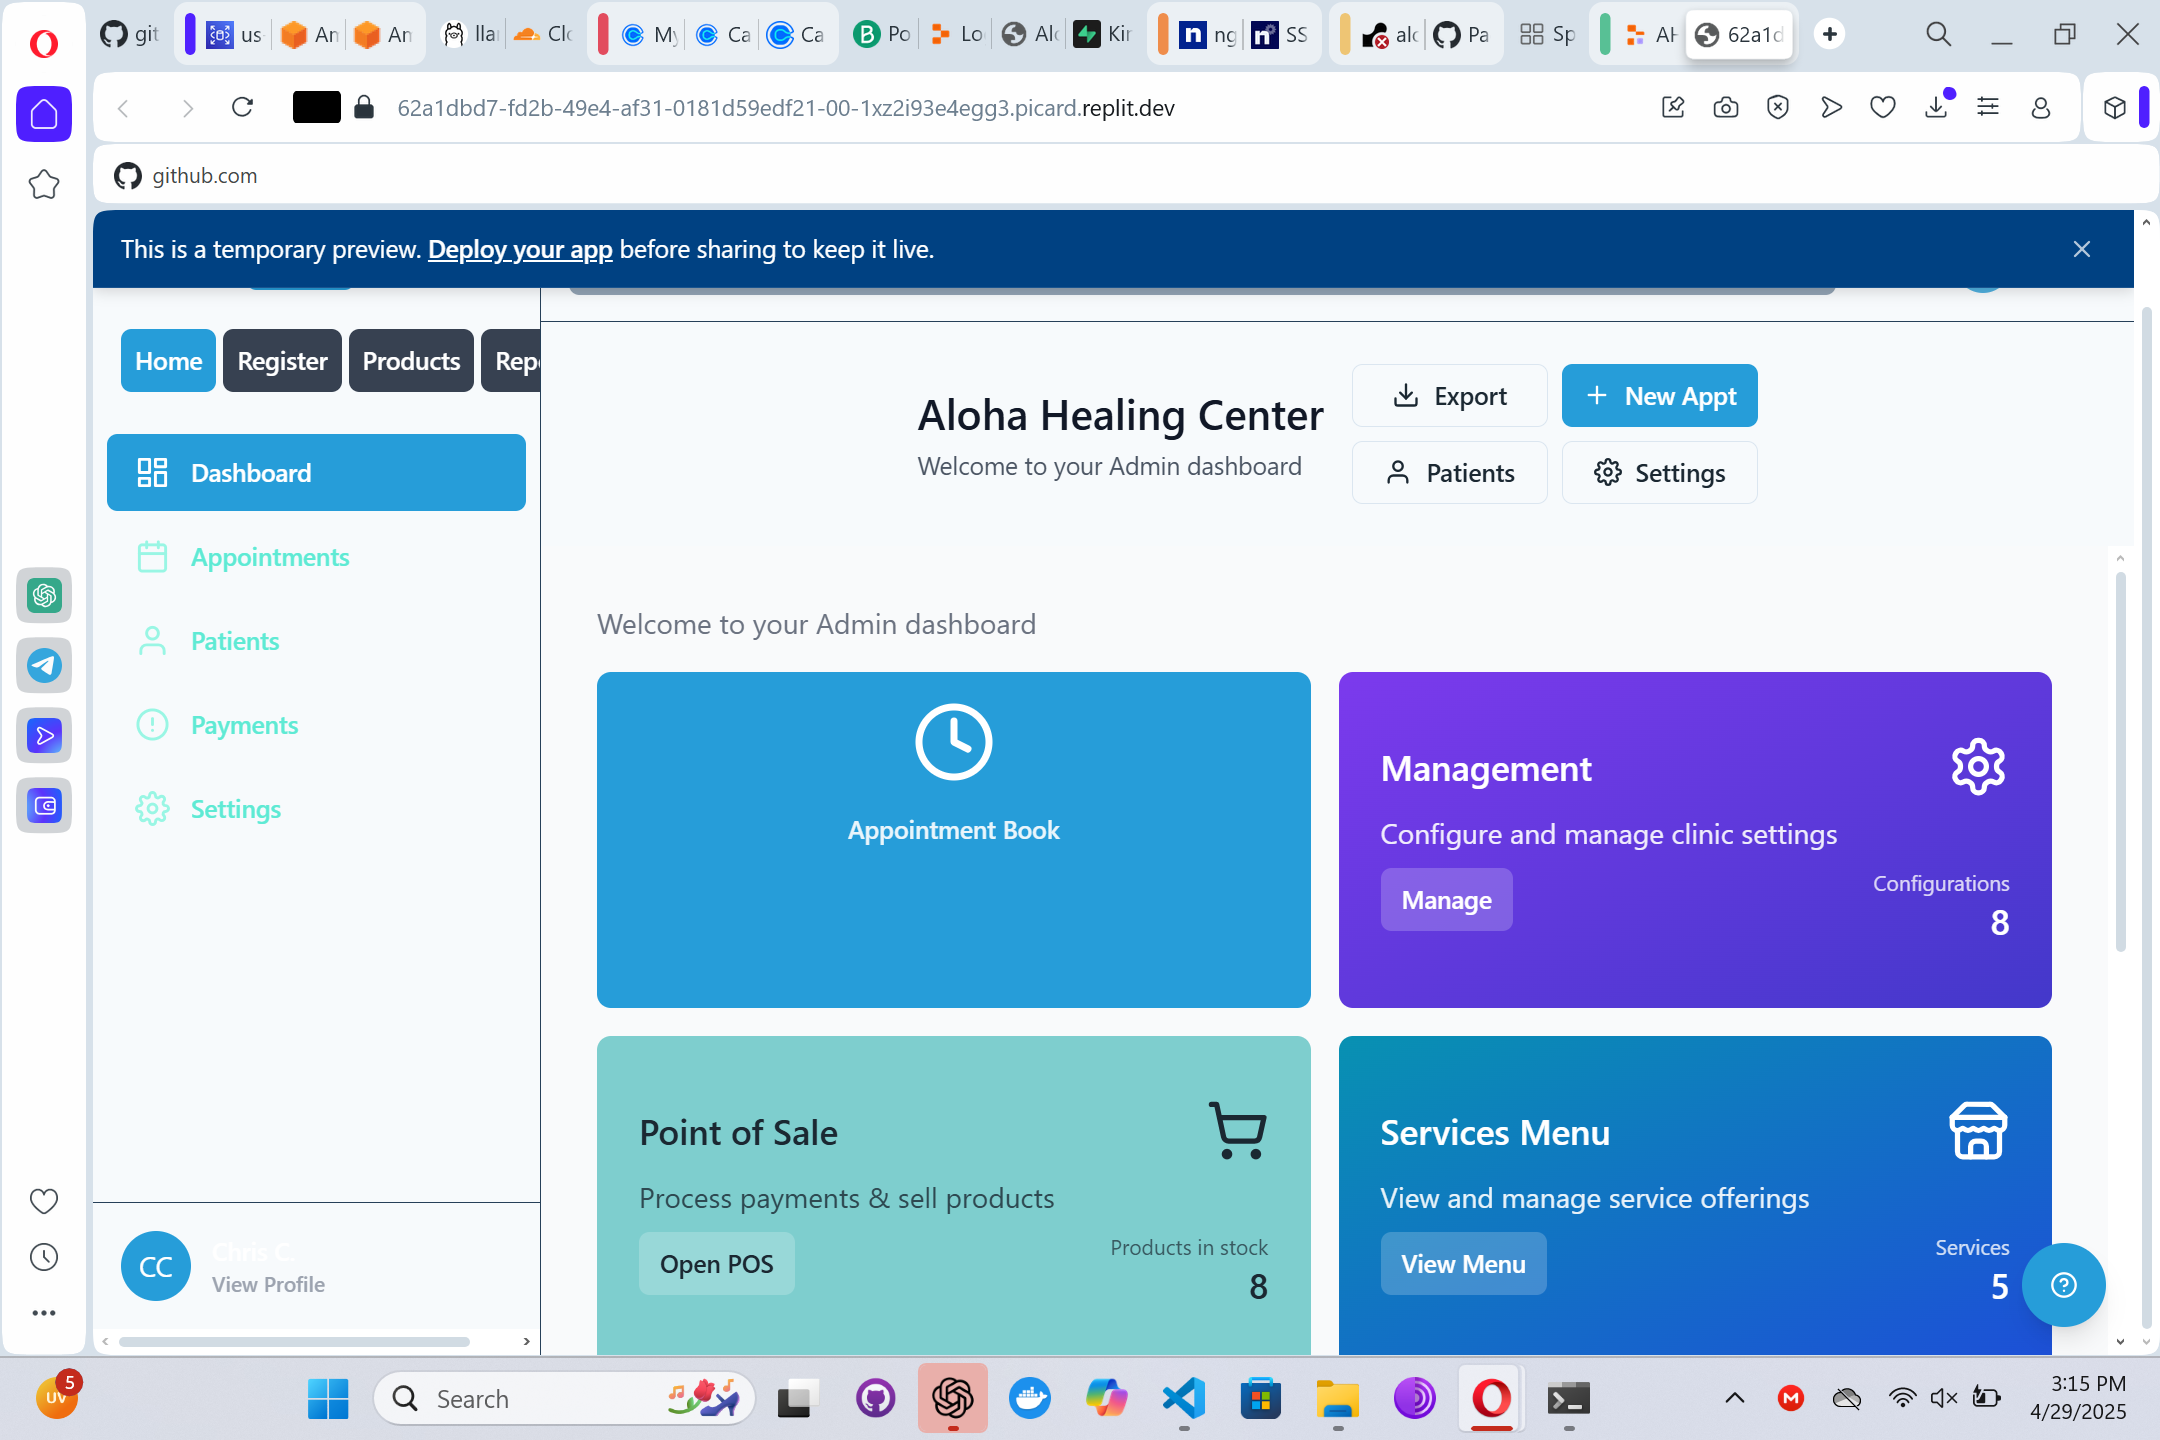 git
us
An
An
llar
Clo
My
Ca
Ca
Po
Lo
Alo
Kin
ng
SS
alo
Pa
Sp
AH
62a1d
62a1dbd7-fd2b-49e4-af31-0181d59edf21-00-1xz2i93e4egg3.picard.replit.dev
github.com
This is a temporary preview. Deploy your app before sharing to keep it live.
Home
Register
Products
Repo
Dashboard
Appointments
Patients
Payments
Settings
CC
Chris C.
View Profile
Aloha Healing Center
Welcome to your Admin dashboard
Export
New Appt
Patients
Settings
Welcome to your Admin dashboard
Appointment Book
Management
Configure and manage clinic settings
Manage
Configurations
8
Point of Sale
Process payments & sell products
Open POS
Products in stock
8
Services Menu
View and manage service offerings
View Menu
Services
5
UV
5
Search
3:15 PM
4/29/2025